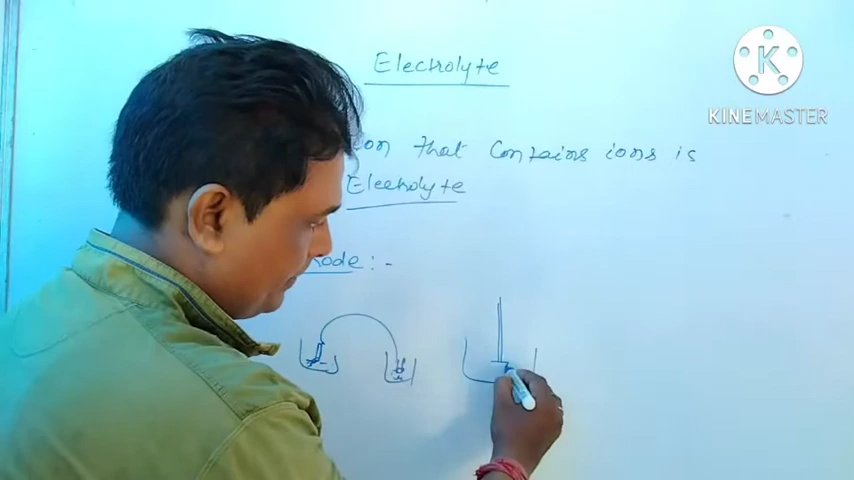 Electrolyte
K
KINEMASTER
on that contains ions is
Electrolyte
ode :-